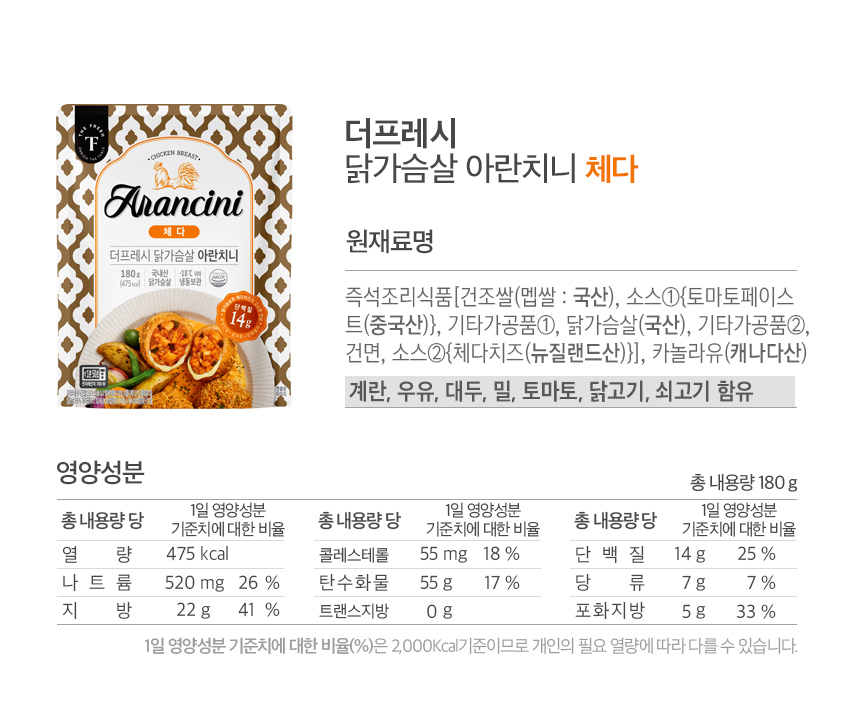 THE FRESH
T
CHICKEN BREAST
Arancini
체다
더프레시 닭가슴살 아란치니
180g (475kcal) 국내산 닭가슴살 -18℃ 이하 냉동보관
단백질
14g
더프레시
닭가슴살 아란치니 체다
원재료명
즉석조리식품[건조쌀(멥쌀 : 국산), 소스①{토마토페이스
트(중국산)}, 기타가공품①, 닭가슴살(국산), 기타가공품②,
건면, 소스②{체다치즈(뉴질랜드산)}], 카놀라유(캐나다산)
계란, 우유, 대두, 밀, 토마토, 닭고기, 쇠고기 함유
영양성분
총 내용량 180 g
총 내용량 당 1일 영양성분 기준치에 대한 비율 총 내용량 당 1일 영양성분 기준치에 대한 비율 총 내용량 당 1일 영양성분 기준치에 대한 비율
열 량 475 kcal 콜레스테롤 55 mg 18 % 단 백 질 14 g 25 %
나 트 륨 520 mg 26 % 탄수화물 55 g 17 % 당 류 7 g 7 %
지 방 22 g 41 % 트랜스지방 0 g 포화지방 5 g 33 %
1일 영양성분 기준치에 대한 비율(%)은 2,000Kcal기준이므로 개인의 필요 열량에 따라 다를 수 있습니다.